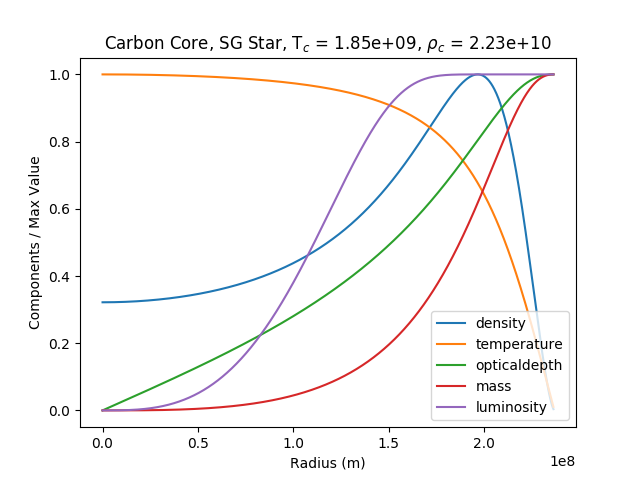 Carbon Core, SG Star, T_c = 1.85e+09, ρ_c = 2.23e+10
1.0
0.8
0.6
0.4
0.2
0.0
Components / Max Value
density
temperature
opticaldepth
mass
luminosity
0.0 0.5 1.0 1.5 2.0
1e8
Radius (m)